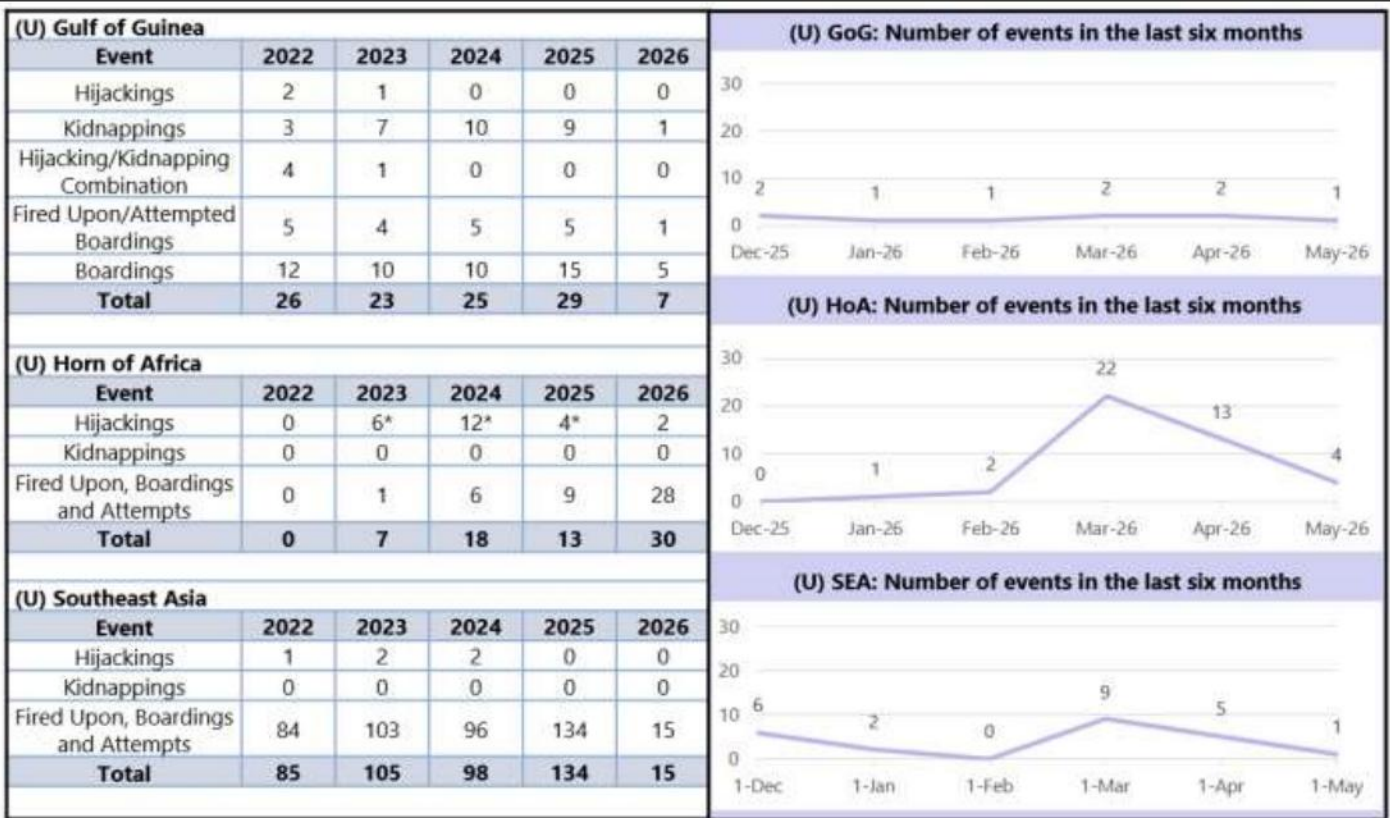 (U) Gulf of Guinea
Event 2022 2023 2024 2025 2026
Hijackings 2 1 0 0 0
Kidnappings 3 7 10 9 1
Hijacking/Kidnapping
Combination 4 1 0 0 0
Fired Upon/Attempted
Boardings 5 4 5 5 1
Boardings 12 10 10 15 5
Total 26 23 25 29 7
(U) Horn of Africa
Event 2022 2023 2024 2025 2026
Hijackings 0 6* 12* 4* 2
Kidnappings 0 0 0 0 0
Fired Upon, Boardings
and Attempts 0 1 6 9 28
Total 0 7 18 13 30
(U) Southeast Asia
Event 2022 2023 2024 2025 2026
Hijackings 1 2 2 0 0
Kidnappings 0 0 0 0 0
Fired Upon, Boardings
and Attempts 84 103 96 134 15
Total 85 105 98 134 15
(U) GoG: Number of events in the last six months
30
20
10
2 1 1 2 2 1
0
Dec-25 Jan-26 Feb-26 Mar-26 Apr-26 May-26
(U) HoA: Number of events in the last six months
30
22
20
13
10
0 1 2 4
0
Dec-25 Jan-26 Feb-26 Mar-26 Apr-26 May-26
(U) SEA: Number of events in the last six months
30
20
10
6 2 0 9 5 1
0
1-Dec 1-Jan 1-Feb 1-Mar 1-Apr 1-May